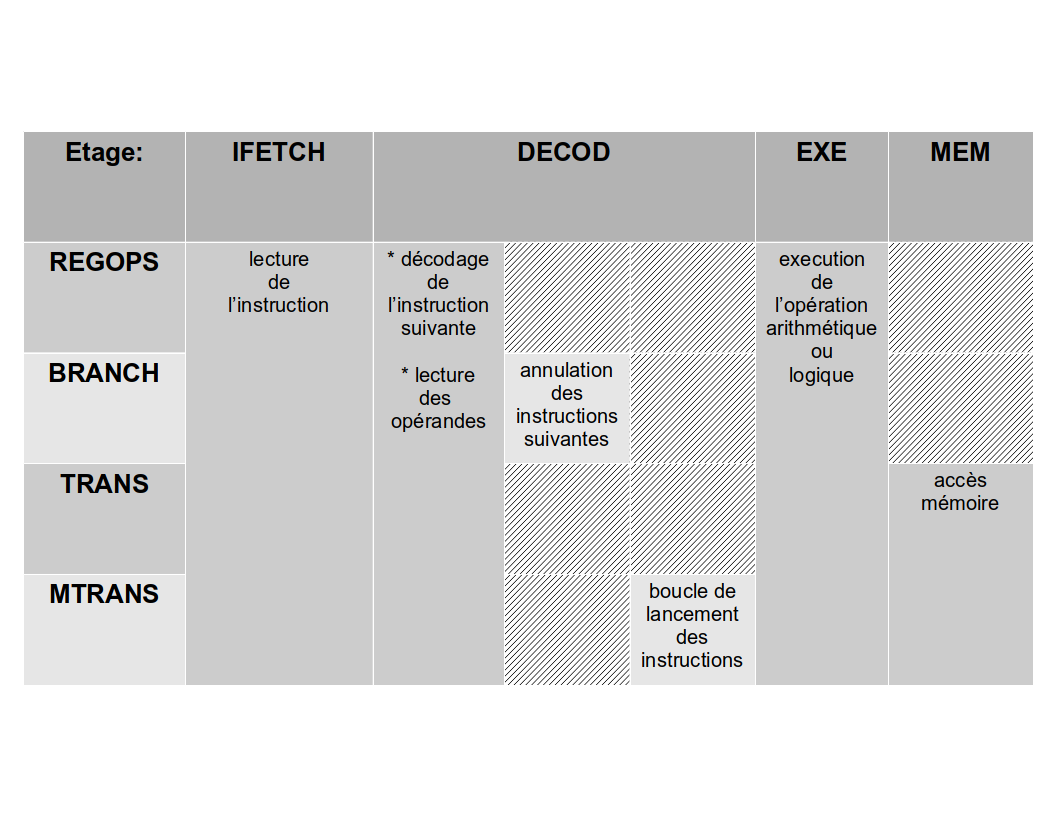 Etage:
IFETCH
DECOD
EXE
MEM
REGOPS
lecture
de
l’instruction
* décodage
de
l’instruction
suivante
* lecture
des
opérandes
execution
de
l’opération
arithmétique
ou
logique
BRANCH
annulation
des
instructions
suivantes
TRANS
accès
mémoire
MTRANS
boucle de
lancement
des
instructions